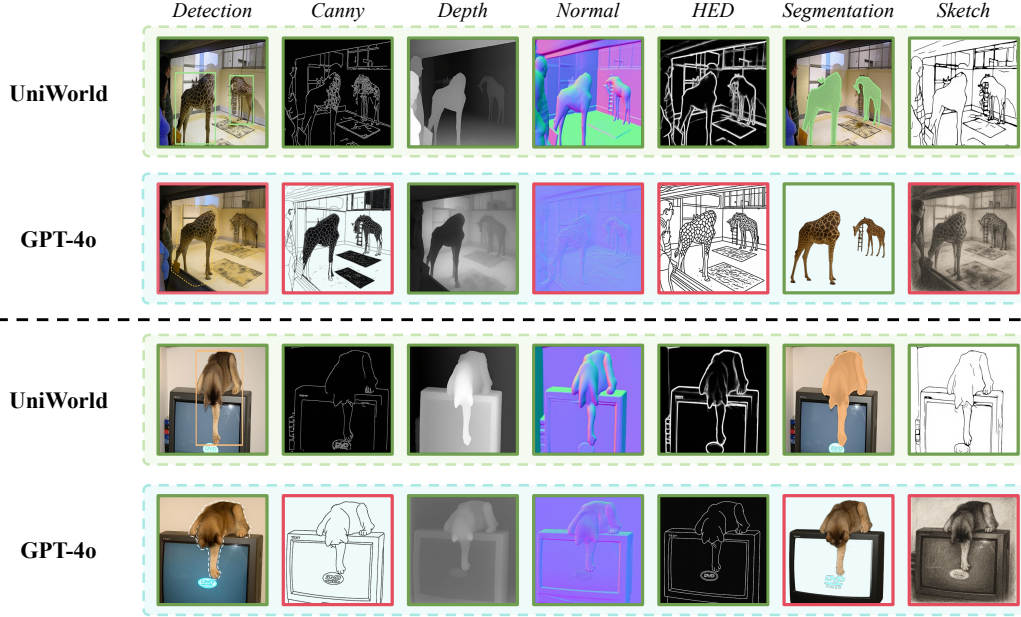 Detection Canny Depth Normal HED Segmentation Sketch
UniWorld
GPT-4o
UniWorld
GPT-4o